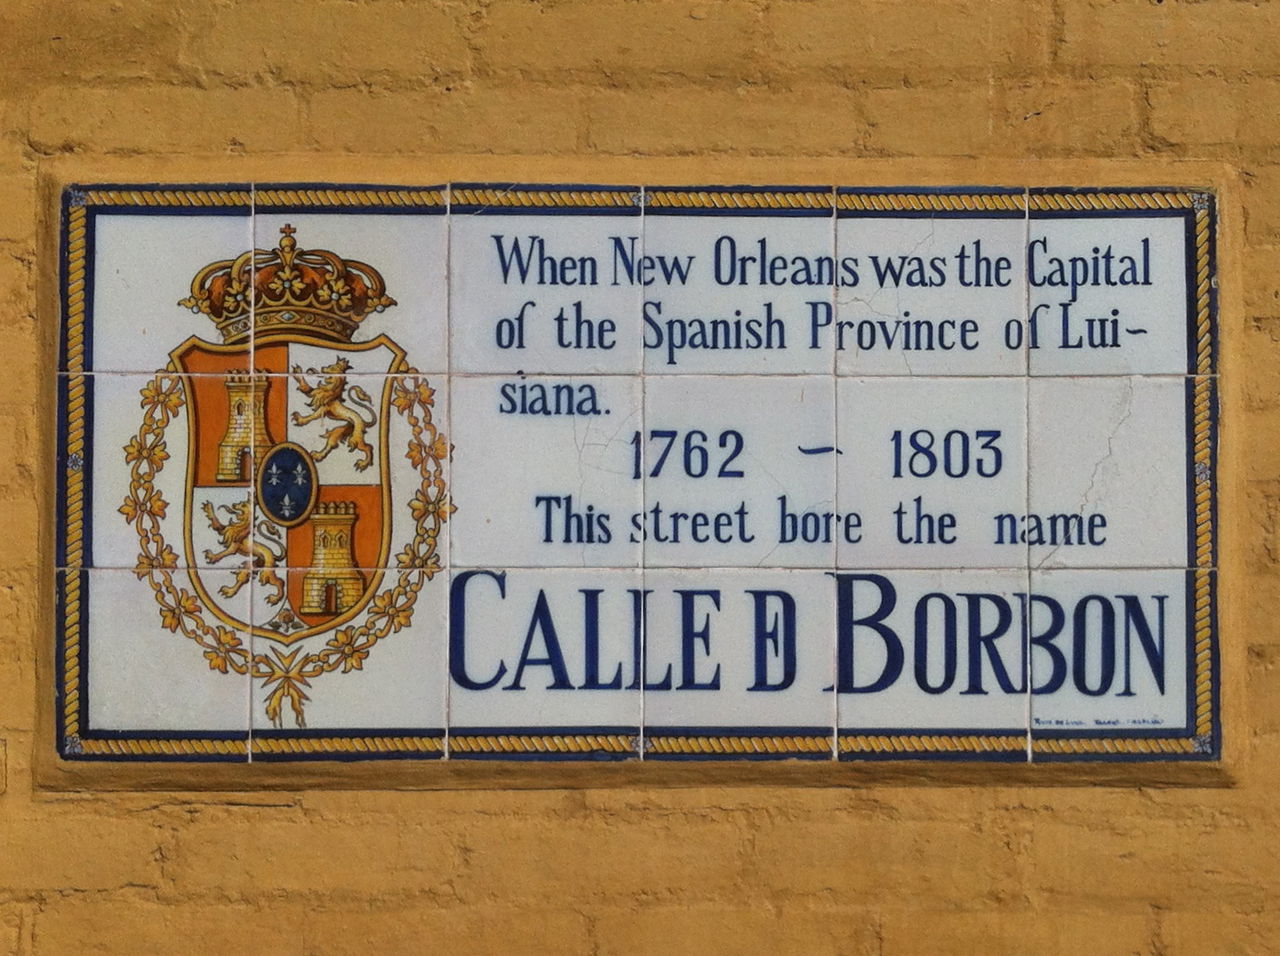 When New Orleans was the Capital
of the Spanish Province of Lui-
siana.
1762 - 1803
This street bore the name
CALLE DE BORBON